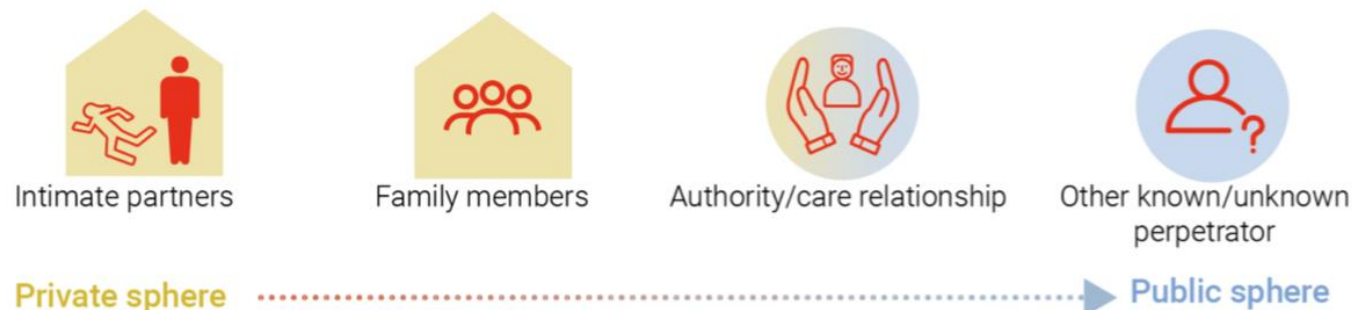 Intimate partners
Family members
Authority/care relationship
Other known/unknown
perpetrator
Private sphere
Public sphere